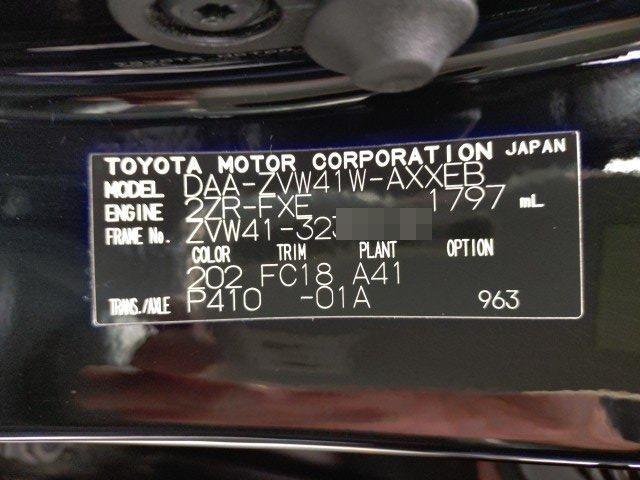 TOYOTA MOTOR CORPORATION JAPAN
MODEL DAA-ZVW41W-AXXEB
ENGINE 2ZR-FXE 1797 mL
FRAME No. ZVW41-323
COLOR TRIM PLANT OPTION
202 FC18 A41
TRANS./AXLE P410 -01A 963